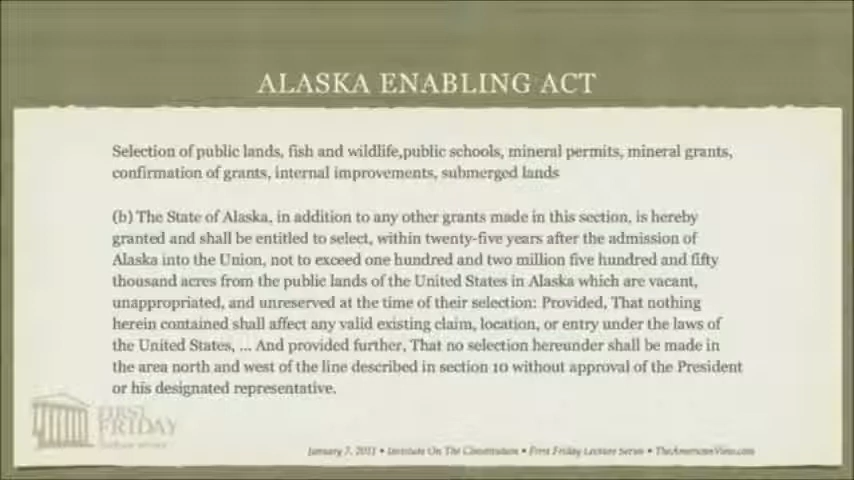 ALASKA ENABLING ACT
Selection of public lands, fish and wildlife,public schools, mineral permits, mineral grants,
confirmation of grants, internal improvements, submerged lands
(b) The State of Alaska, in addition to any other grants made in this section, is hereby
granted and shall be entitled to select, within twenty-five years after the admission of
Alaska into the Union, not to exceed one hundred and two million five hundred and fifty
thousand acres from the public lands of the United States in Alaska which are vacant,
unappropriated, and unreserved at the time of their selection: Provided, That nothing
herein contained shall affect any valid existing claim, location, or entry under the laws of
the United States, ... And provided further, That no selection hereunder shall be made in
the area north and west of the line described in section 10 without approval of the President
or his designated representative.
FIRST
FRIDAY
January 7, 2011 • Institute On The Constitution • First Friday Lecture Series • TheAmericanView.com